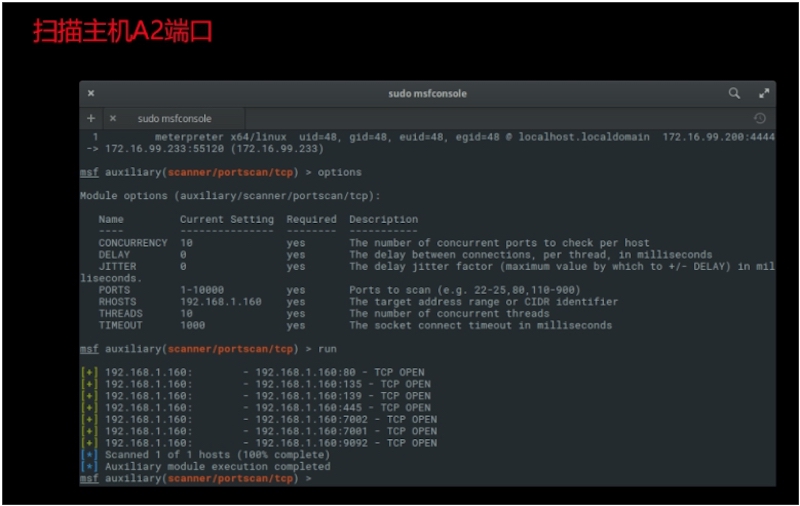 扫描主机A2端口
sudo msfconsole
sudo msfconsole
1 meterpreter x64/linux uid=48, gid=48, euid=48, egid=48 @ localhost.localdomain 172.16.99.200:4444
-> 172.16.99.233:55120 (172.16.99.233)
msf auxiliary(scanner/portscan/tcp) > options
Module options (auxiliary/scanner/portscan/tcp):
Name Current Setting Required Description
---- --------------- -------- -----------
CONCURRENCY 10 yes The number of concurrent ports to check per host
DELAY 0 yes The delay between connections, per thread, in milliseconds
JITTER 0 yes The delay jitter factor (maximum value by which to +/- DELAY) in mil
liseconds.
PORTS 1-10000 yes Ports to scan (e.g. 22-25,80,110-900)
RHOSTS 192.168.1.160 yes The target address range or CIDR identifier
THREADS 10 yes The number of concurrent threads
TIMEOUT 1000 yes The socket connect timeout in milliseconds
msf auxiliary(scanner/portscan/tcp) > run
[+] 192.168.1.160: - 192.168.1.160:80 - TCP OPEN
[+] 192.168.1.160: - 192.168.1.160:135 - TCP OPEN
[+] 192.168.1.160: - 192.168.1.160:139 - TCP OPEN
[+] 192.168.1.160: - 192.168.1.160:445 - TCP OPEN
[+] 192.168.1.160: - 192.168.1.160:7002 - TCP OPEN
[+] 192.168.1.160: - 192.168.1.160:7001 - TCP OPEN
[+] 192.168.1.160: - 192.168.1.160:9092 - TCP OPEN
[*] Scanned 1 of 1 hosts (100% complete)
[*] Auxiliary module execution completed
msf auxiliary(scanner/portscan/tcp) >